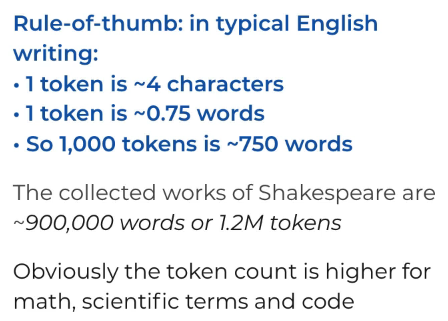 Rule-of-thumb: in typical English
writing:
• 1 token is ~4 characters
• 1 token is ~0.75 words
• So 1,000 tokens is ~750 words
The collected works of Shakespeare are
~900,000 words or 1.2M tokens
Obviously the token count is higher for
math, scientific terms and code